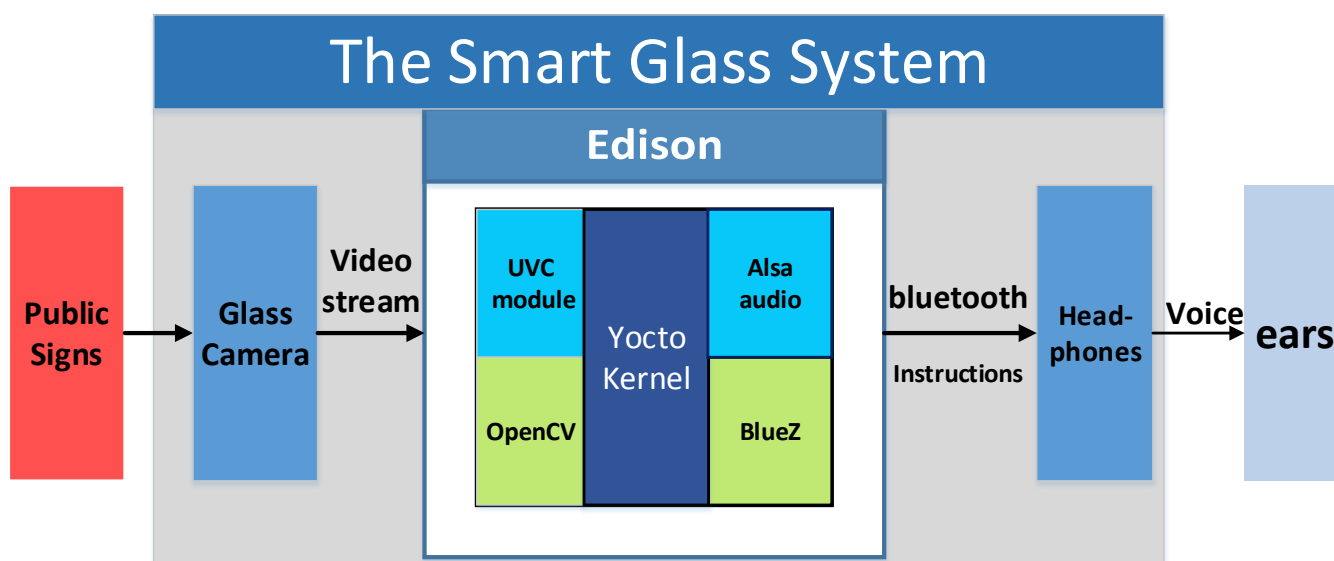 The Smart Glass System
Edison
Public
Signs
Glass
Camera
Video
stream
UVC
module
OpenCV
Yocto
Kernel
Alsa
audio
BlueZ
bluetooth
Instructions
Head-
phones
Voice
ears